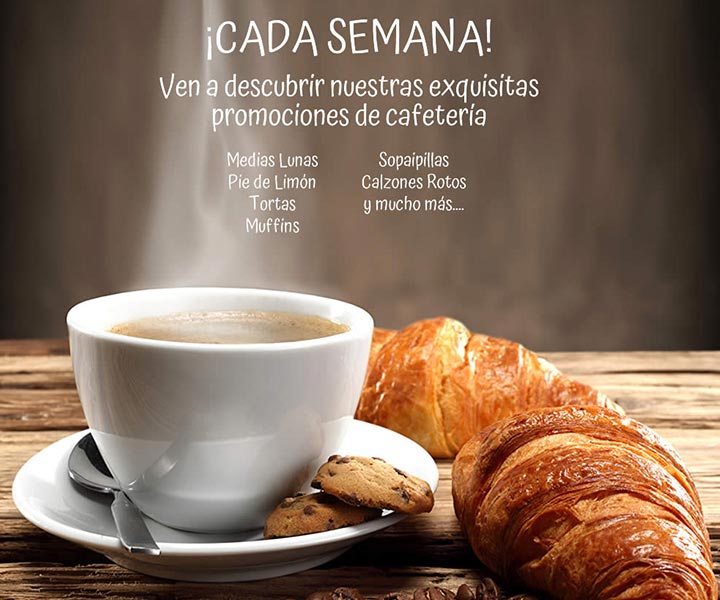 ¡CADA SEMANA!
Ven a descubrir nuestras exquisitas
promociones de cafetería
Medias Lunas
Pie de Limón
Tortas
Muffins
Sopaípillas
Calzones Rotos
y mucho más....